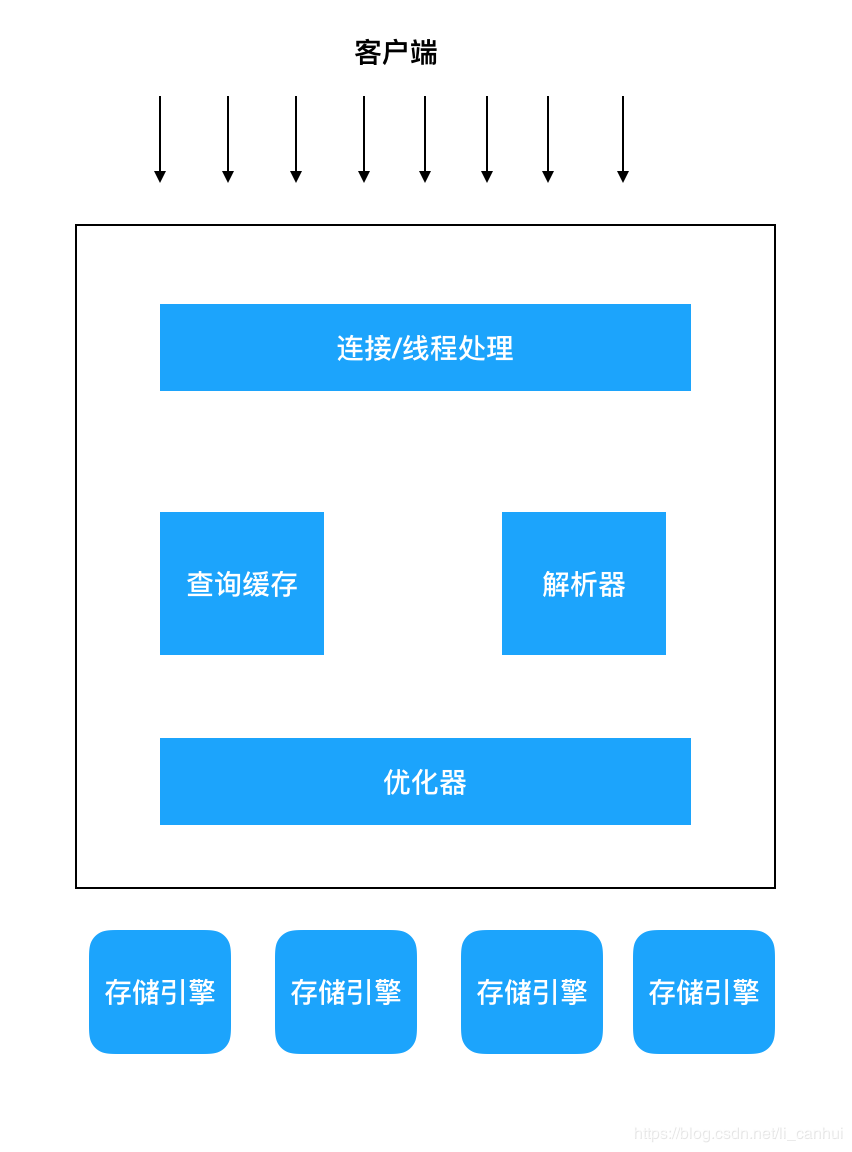 客户端
连接/线程处理
查询缓存 解析器
优化器
存储引擎 存储引擎 存储引擎 存储引擎
https://blog.csdn.net/li_canhui